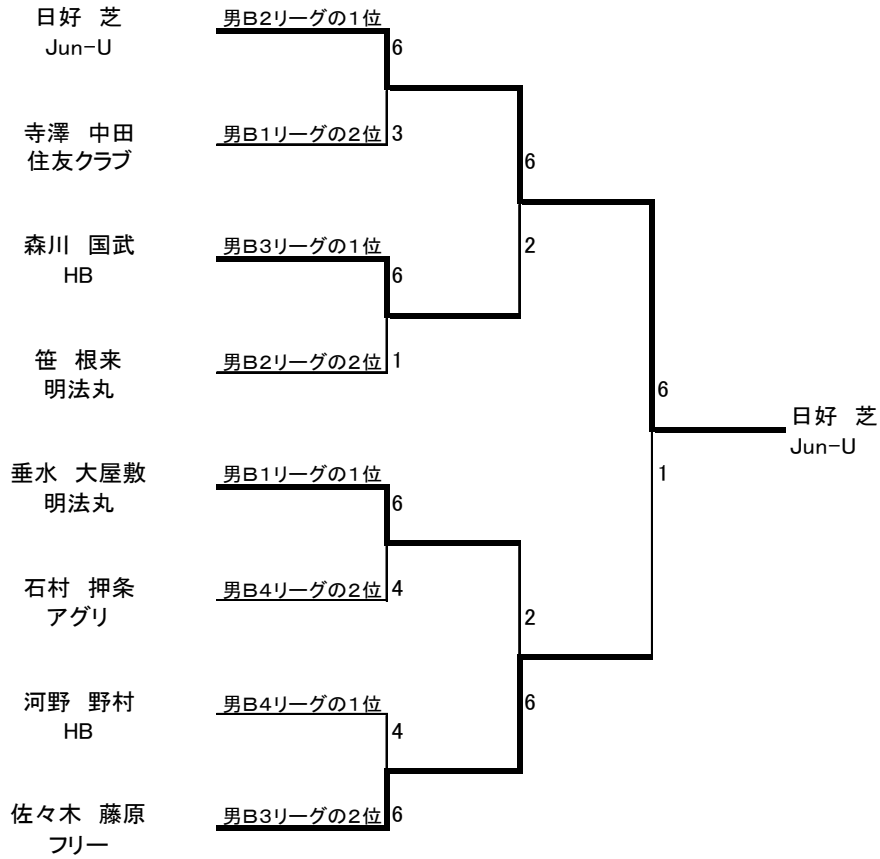 日好 芝
Jun-U
男B2リーグの1位
6
寺澤 中田
住友クラブ
男B1リーグの2位
3
6
森川 国武
HB
男B3リーグの1位
6
2
笹 根来
明法丸
男B2リーグの2位
1
6
日好 芝
Jun-U
垂水 大屋敷
明法丸
男B1リーグの1位
6
1
石村 押条
アグリ
男B4リーグの2位
4
2
河野 野村
HB
男B4リーグの1位
4
6
佐々木 藤原
フリー
男B3リーグの2位
6